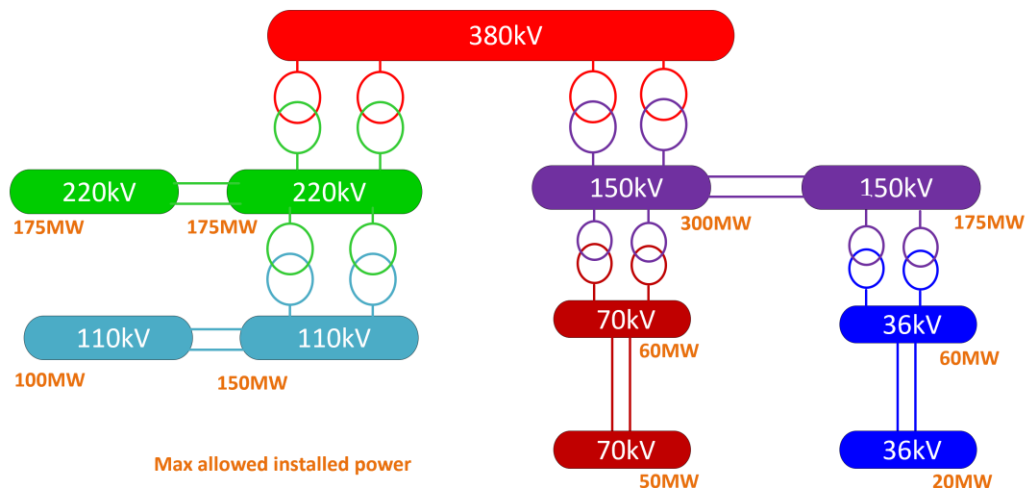 380kV
220kV
220kV
150kV
150kV
175MW
175MW
300MW
175MW
110kV
110kV
70kV
36kV
100MW
150MW
60MW
60MW
70kV
36kV
Max allowed installed power
50MW
20MW